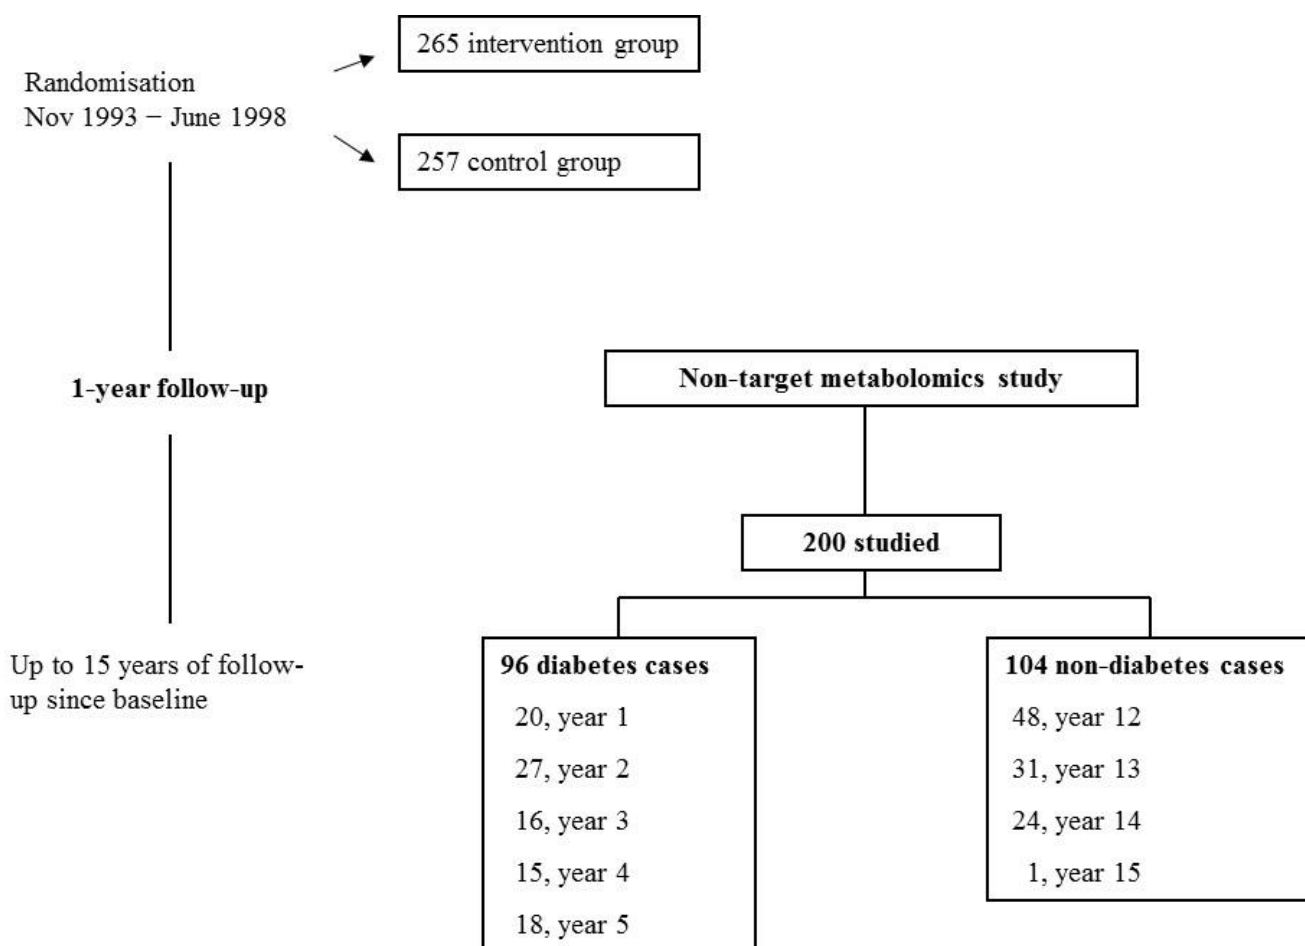 265 intervention group
Randomisation
Nov 1993 − June 1998
257 control group
1-year follow-up
Non-target metabolomics study
200 studied
Up to 15 years of follow-
up since baseline
96 diabetes cases
20, year 1
27, year 2
16, year 3
15, year 4
18, year 5
104 non-diabetes cases
48, year 12
31, year 13
24, year 14
1, year 15